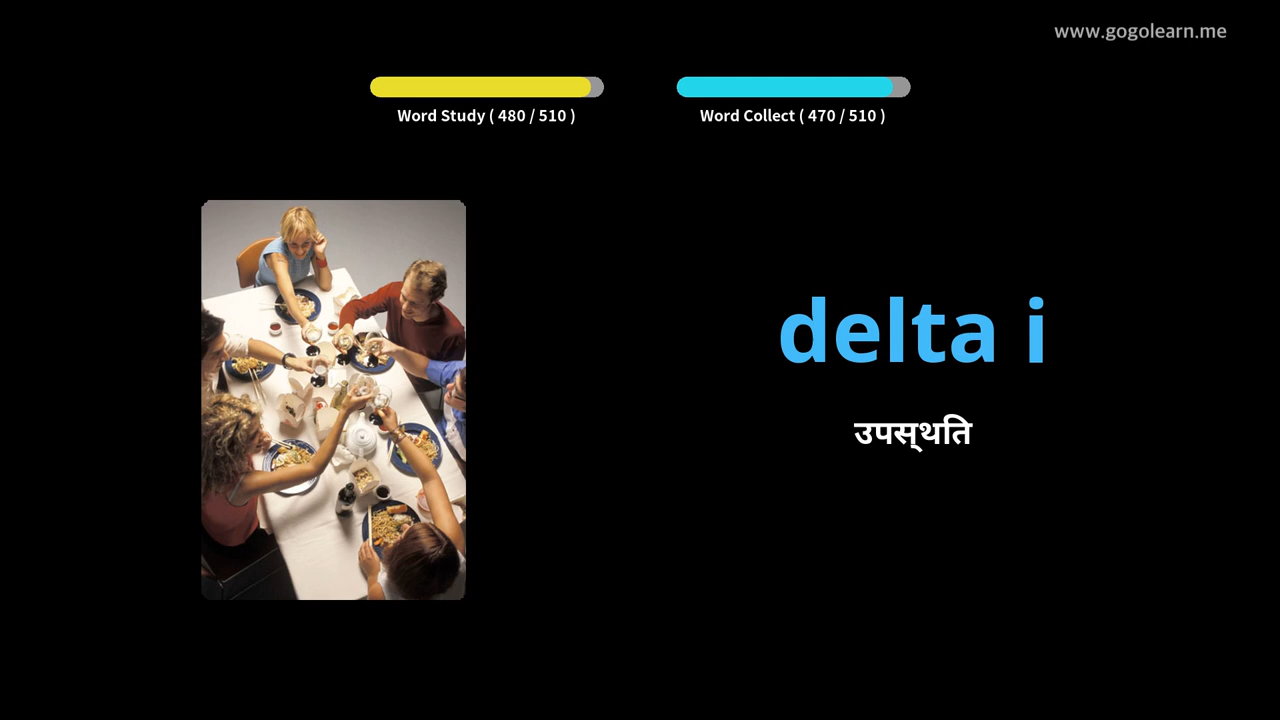 www.gogolearn.me
Word Study ( 480 / 510 )
Word Collect ( 470 / 510 )
delta i
उपस्थति